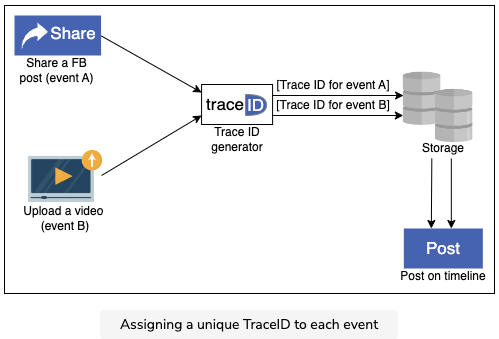 Share
Share a FB
post (event A)
[Trace ID for event A]
[Trace ID for event B]
traceID
Trace ID
generator
Storage
Upload a video
(event B)
Post
Post on timeline
Assigning a unique TraceID to each event